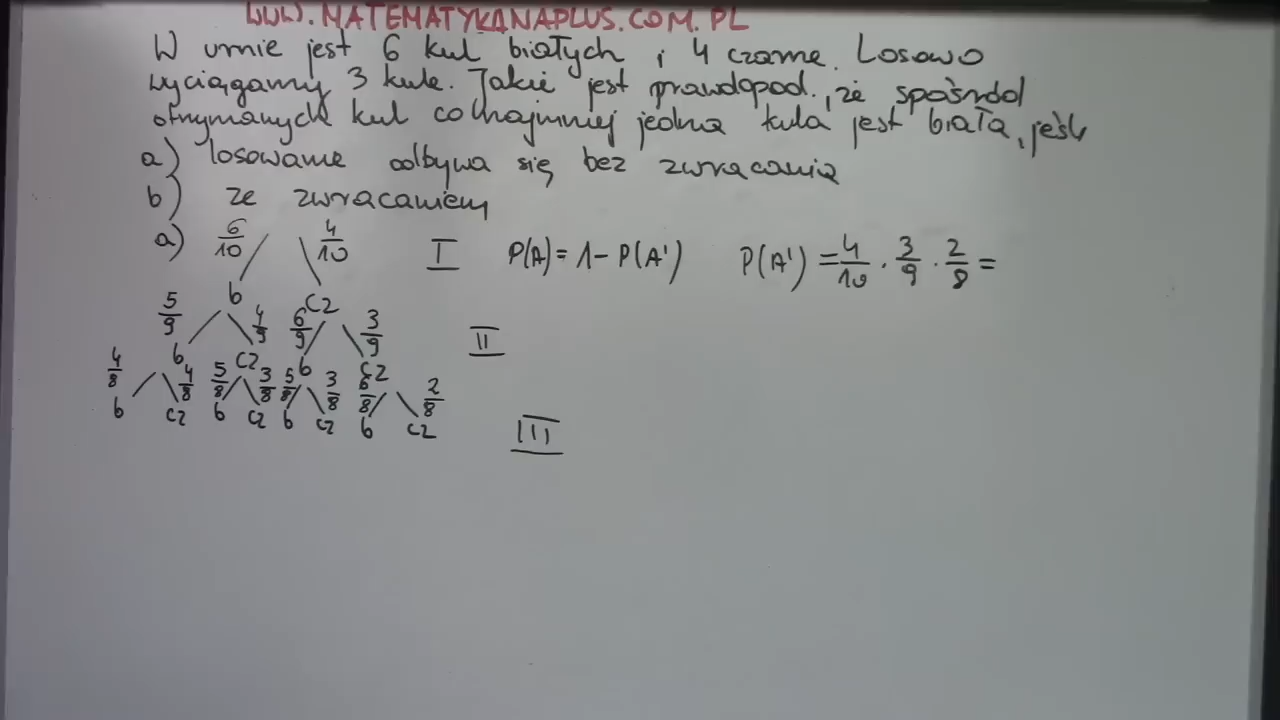 WWW.MATEMATYKANAPLUS.COM.PL
W urnie jest 6 kul białych i 4 czarne. Losowo
wyciągamy 3 kule. Jakie jest prawdopod., że spośród
otrzymanych kul co najmniej jedna kula jest biała, jeśli
a) losowanie odbywa się bez zwracania
b) ze zwracaniem
a) 6/10 4/10 I P(A) = 1 - P(A') P(A') = 4/10 · 3/9 · 2/8 =
b cz
5/9 4/9 6/9 3/9 II
b cz b cz
4/8 4/8 5/8 3/8 5/8 3/8 6/8 2/8
b cz b cz b cz b cz III